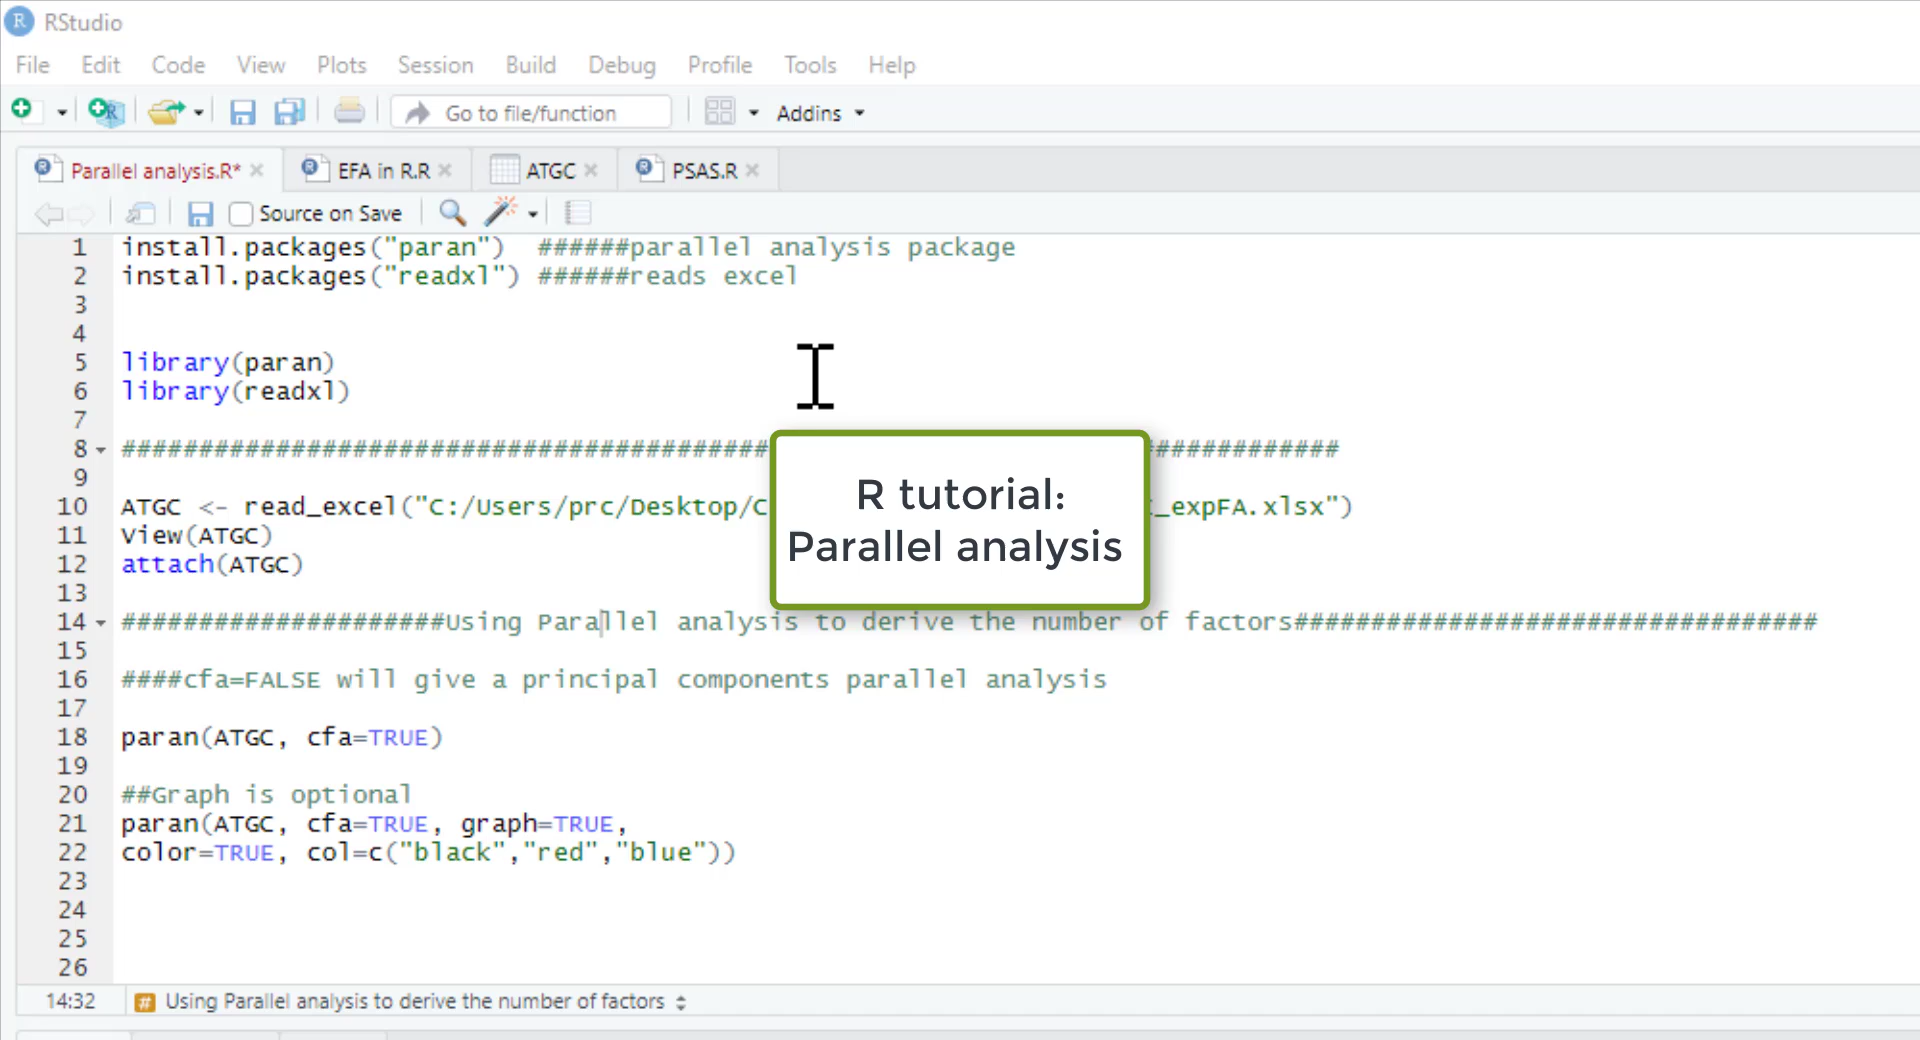 RStudio
File Edit Code View Plots Session Build Debug Profile Tools Help
Go to file/function Addins
Parallel analysis.R* EFA in R.R ATGC PSAS.R
Source on Save
1 install.packages("paran") ######parallel analysis package
2 install.packages("readxl") ######reads excel
3
4
5 library(paran)
6 library(readxl)
7
8 ########################################## ############
9
10 ATGC <- read_excel("C:/Users/prc/Desktop/C _expFA.xlsx")
11 View(ATGC)
12 attach(ATGC)
13
14 #####################Using Parallel analysis to derive the number of factors##################################
15
16 ####cfa=FALSE will give a principal components parallel analysis
17
18 paran(ATGC, cfa=TRUE)
19
20 ##Graph is optional
21 paran(ATGC, cfa=TRUE, graph=TRUE,
22 color=TRUE, col=c("black","red","blue"))
23
24
25
26
R tutorial:
Parallel analysis
14:32 # Using Parallel analysis to derive the number of factors